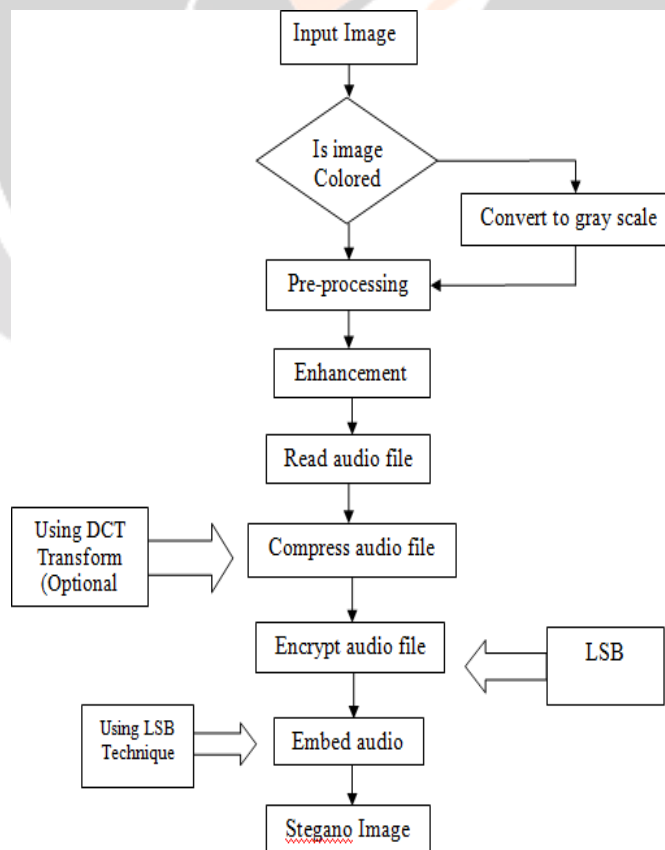 Input Image
Is image
Colored
Convert to gray scale
Pre-processing
Enhancement
Read audio file
Using DCT
Transform
(Optional
Compress audio file
Encrypt audio file
LSB
Using LSB
Technique
Embed audio
Stegano Image